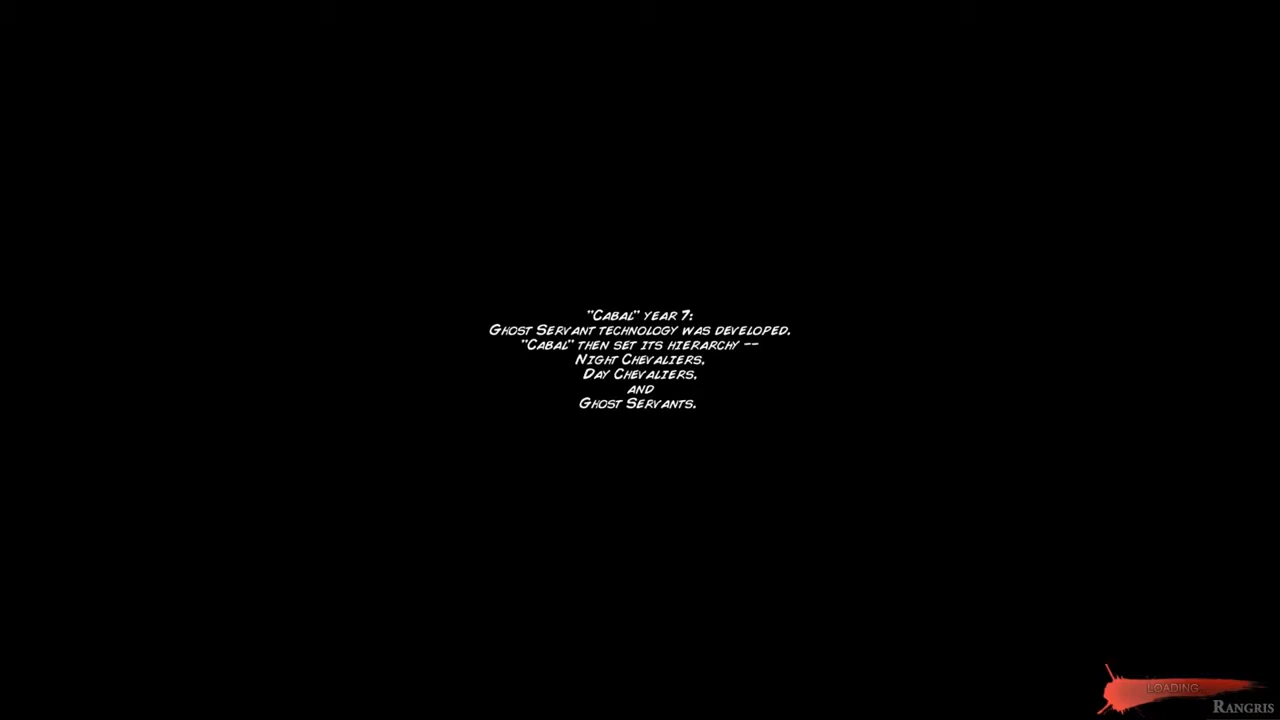 "Cabal" year 7:
Ghost Servant technology was developed.
"Cabal" then set its hierarchy --
Night Chevaliers,
Day Chevaliers,
and
Ghost Servants.
LOADING
Rangris